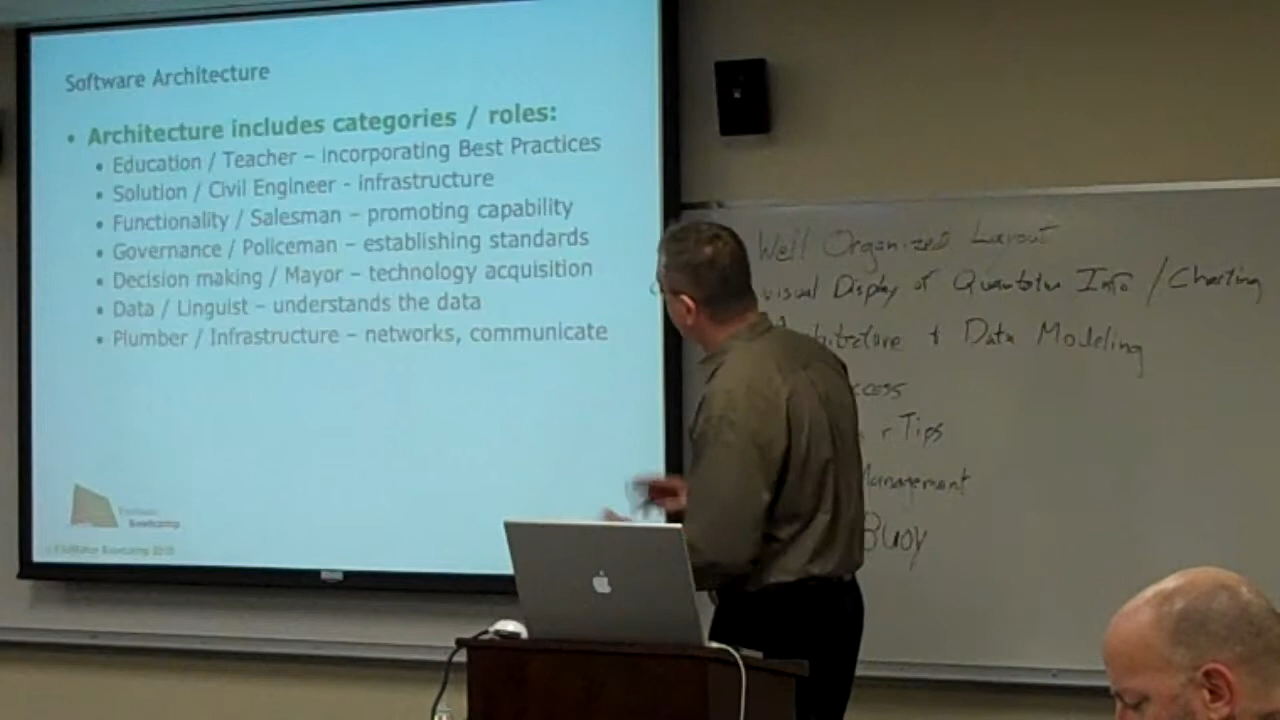 Software Architecture
• Architecture includes categories / roles:
• Education / Teacher – incorporating Best Practices
• Solution / Civil Engineer - infrastructure
• Functionality / Salesman – promoting capability
• Governance / Policeman – establishing standards
• Decision making / Mayor – technology acquisition
• Data / Linguist – understands the data
• Plumber / Infrastructure – networks, communicate
Bootcamp
Well Organized Layout
Display of Info / Charting
+ Data Modeling
Tips
Management
Buoy